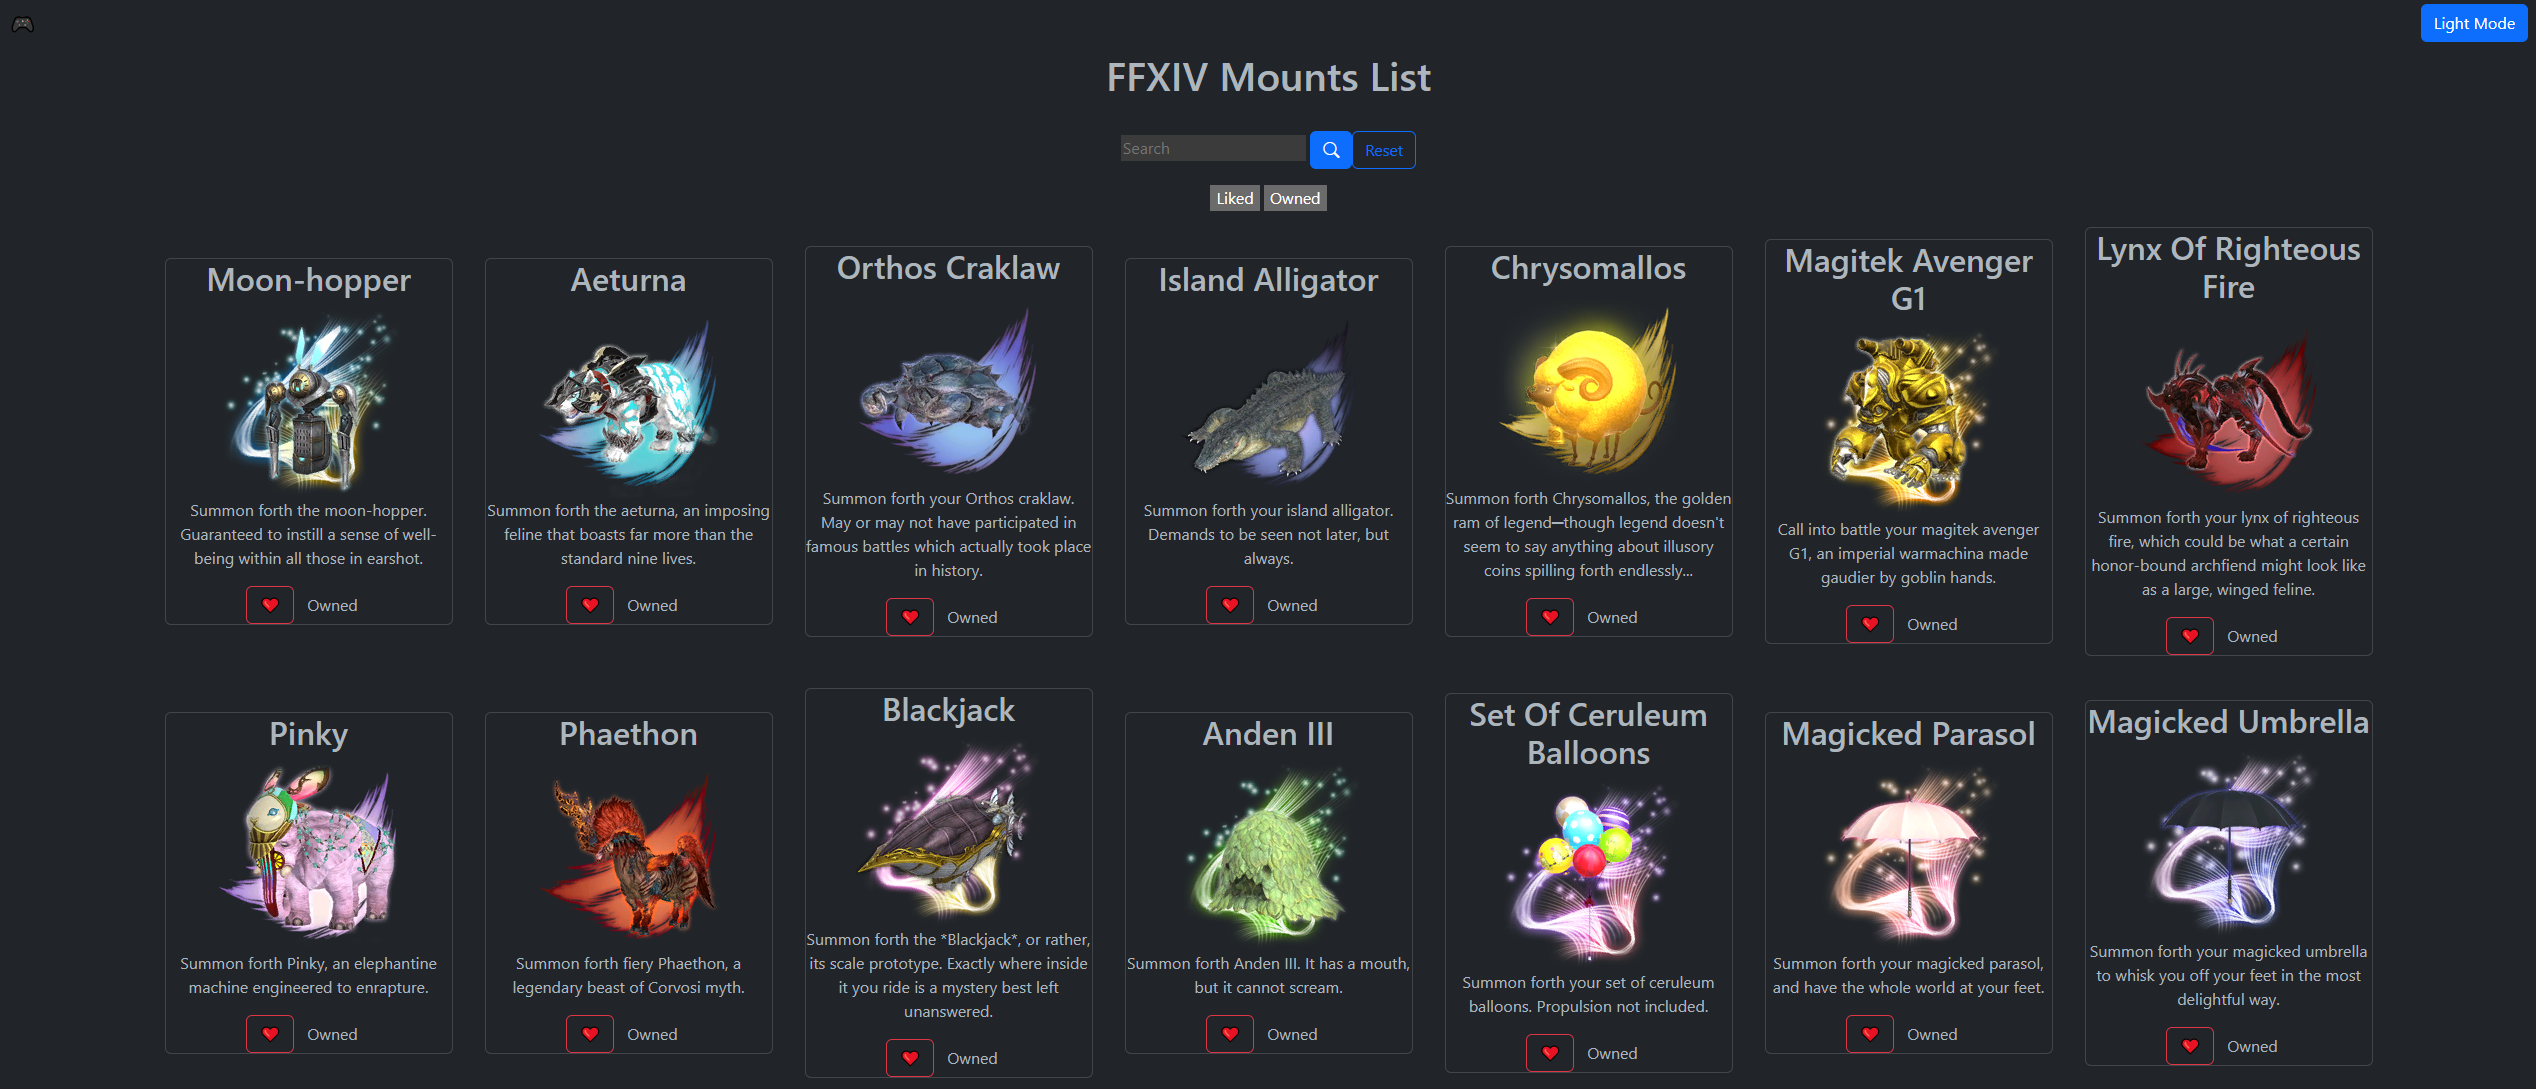 Light Mode
FFXIV Mounts List
Search
Reset
Liked Owned
Moon-hopper
Summon forth the moon-hopper.
Guaranteed to instill a sense of well-
being within all those in earshot.
Owned
Aeturna
Summon forth the aeturna, an imposing
feline that boasts far more than the
standard nine lives.
Owned
Orthos Craklaw
Summon forth your Orthos craklaw.
May or may not have participated in
famous battles which actually took place
in history.
Owned
Island Alligator
Summon forth your island alligator.
Demands to be seen not later, but
always.
Owned
Chrysomallos
Summon forth Chrysomallos, the golden
ram of legend—though legend doesn't
seem to say anything about illusory
coins spilling forth endlessly...
Owned
Magitek Avenger
G1
Call into battle your magitek avenger
G1, an imperial warmachina made
gaudier by goblin hands.
Owned
Lynx Of Righteous
Fire
Summon forth your lynx of righteous
fire, which could be what a certain
honor-bound archfiend might look like
as a large, winged feline.
Owned
Pinky
Summon forth Pinky, an elephantine
machine engineered to enrapture.
Owned
Phaethon
Summon forth fiery Phaethon, a
legendary beast of Corvosi myth.
Owned
Blackjack
Summon forth the *Blackjack*, or rather,
its scale prototype. Exactly where inside
it you ride is a mystery best left
unanswered.
Owned
Anden III
Summon forth Anden III. It has a mouth,
but it cannot scream.
Owned
Set Of Ceruleum
Balloons
Summon forth your set of ceruleum
balloons. Propulsion not included.
Owned
Magicked Parasol
Summon forth your magicked parasol,
and have the whole world at your feet.
Owned
Magicked Umbrella
Summon forth your magicked umbrella
to whisk you off your feet in the most
delightful way.
Owned